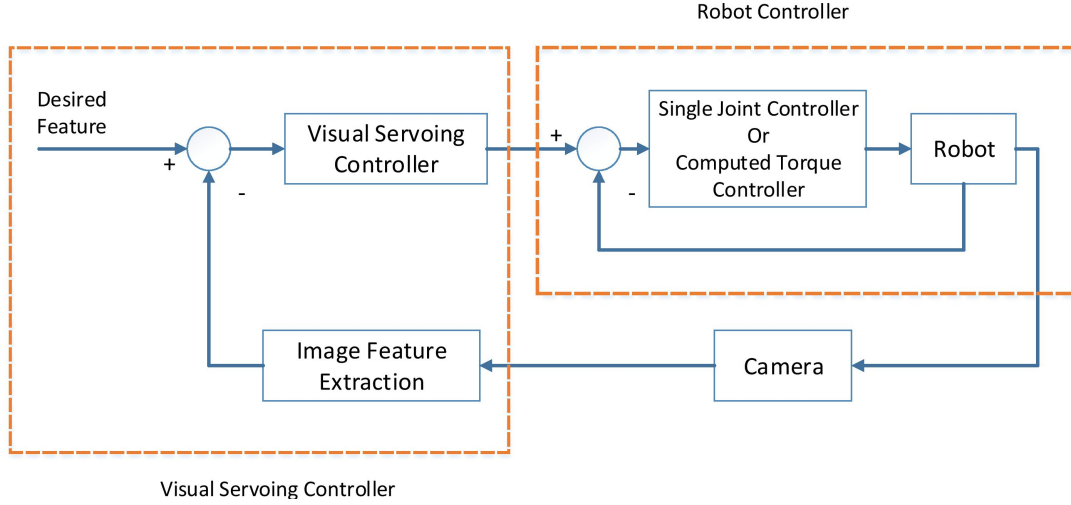 Robot Controller
Desired
Feature
+
-
Visual Servoing
Controller
+
-
Single Joint Controller
Or
Computed Torque
Controller
Robot
Image Feature
Extraction
Camera
Visual Servoing Controller